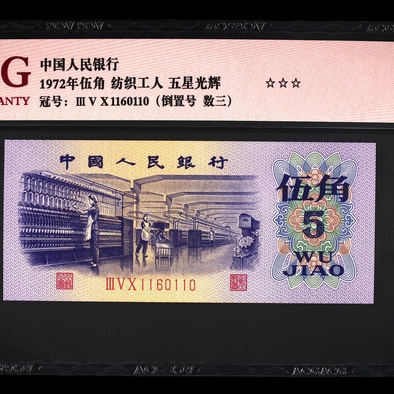 G
ANTY
中国人民银行
1972年伍角 纺织工人 五星光辉 ☆☆☆
冠号：ⅢⅤⅩ1160110（倒置号 数三）
中國人民銀行
伍角
5
WU
JIAO
ⅢⅤⅩ1160110